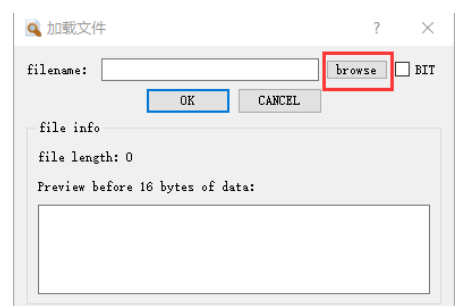 加载文件
filename: browse BIT
OK CANCEL
file info
file length: 0
Preview before 16 bytes of data: